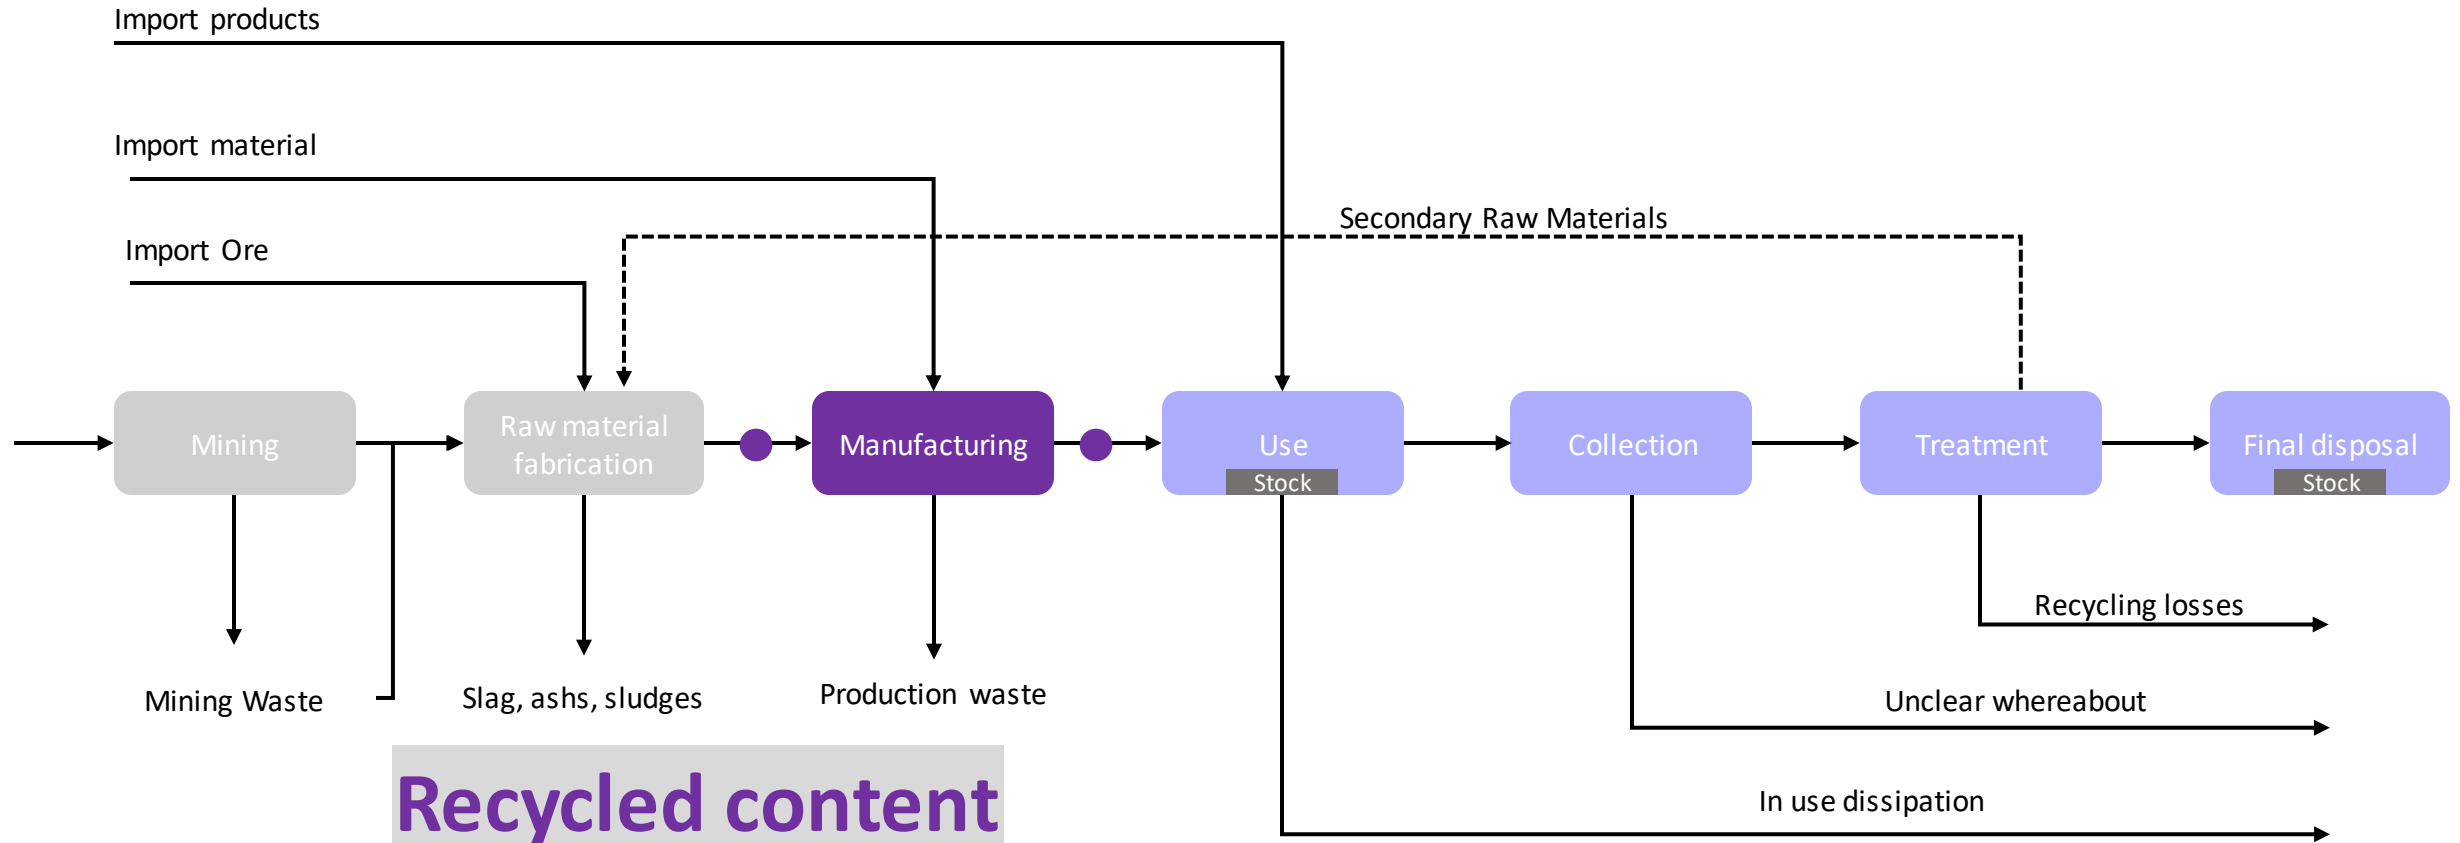 Import products
Import material
Secondary Raw Materials
Import Ore
Mining
Raw material
fabrication
Manufacturing
Use
Stock
Collection
Treatment
Final disposal
Stock
Recycling losses
Mining Waste
Slag, ashs, sludges
Production waste
Unclear whereabout
In use dissipation
Recycled content